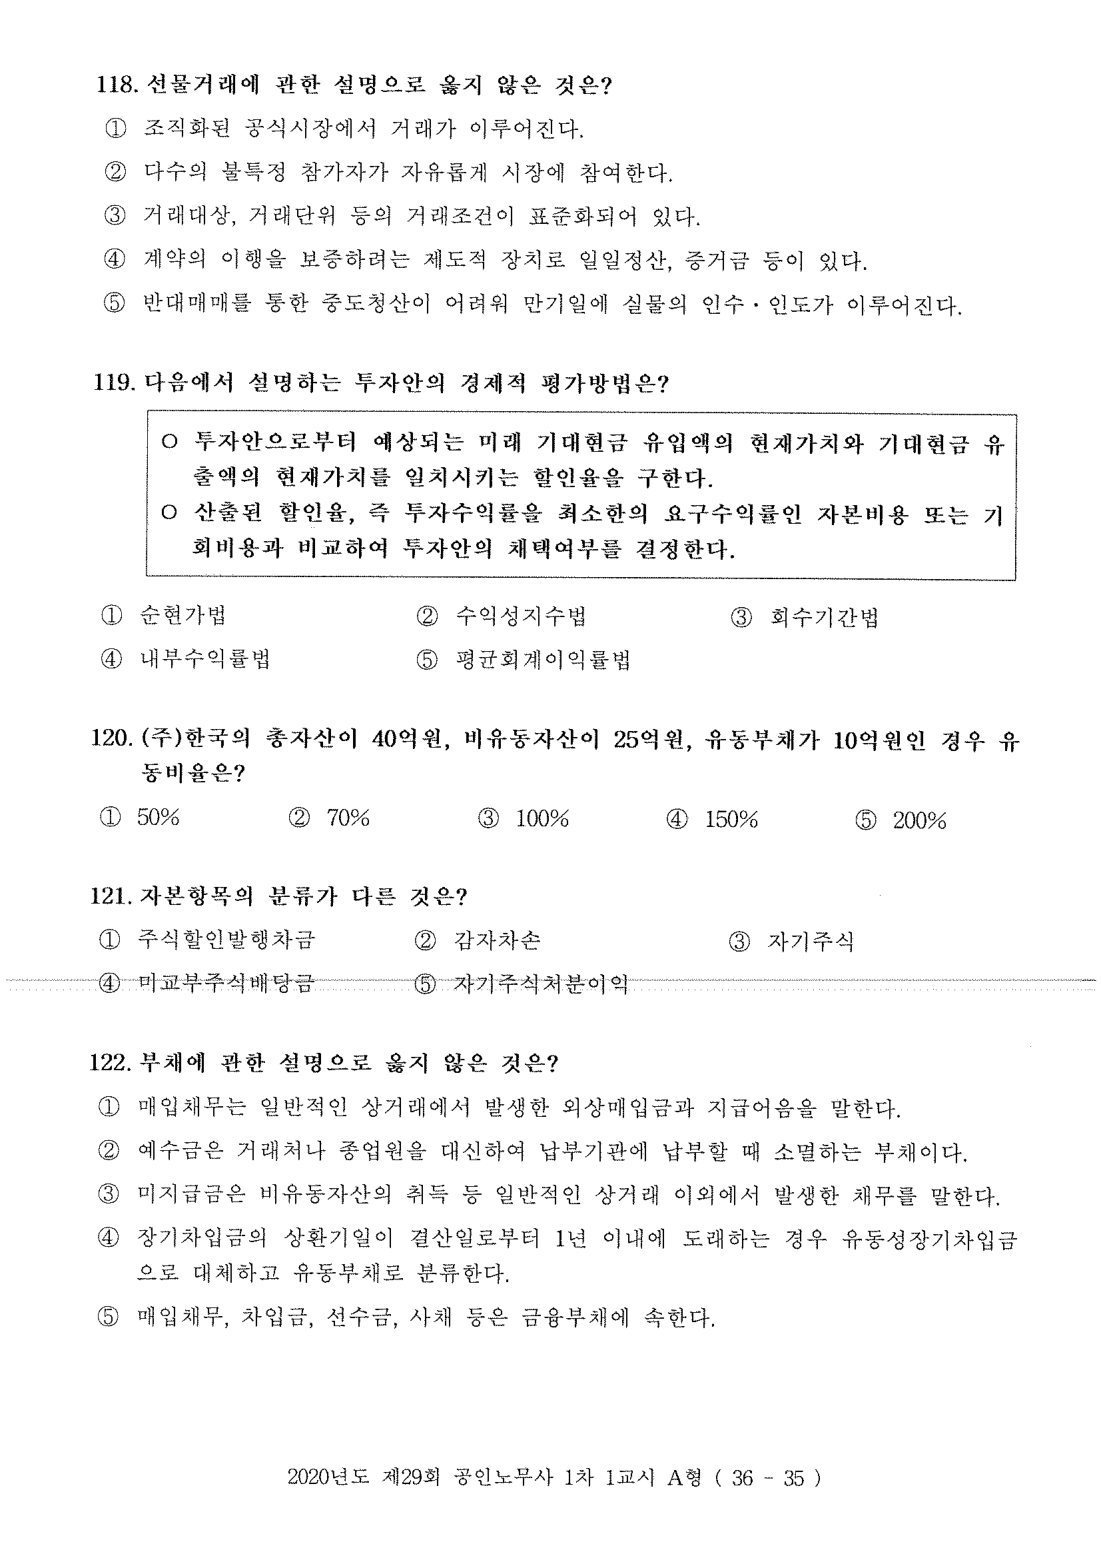 118. 선물거래에 관한 설명으로 옳지 않은 것은?
① 조직화된 공식시장에서 거래가 이루어진다.
② 다수의 불특정 참가자가 자유롭게 시장에 참여한다.
③ 거래대상, 거래단위 등의 거래조건이 표준화되어 있다.
④ 계약의 이행을 보증하려는 제도적 장치로 일일정산, 증거금 등이 있다.
⑤ 반대매매를 통한 중도청산이 어려워 만기일에 실물의 인수・인도가 이루어진다.
119. 다음에서 설명하는 투자안의 경제적 평가방법은?
○ 투자안으로부터 예상되는 미래 기대현금 유입액의 현재가치와 기대현금 유
출액의 현재가치를 일치시키는 할인율을 구한다.
○ 산출된 할인율, 즉 투자수익률을 최소한의 요구수익률인 자본비용 또는 기
회비용과 비교하여 투자안의 채택여부를 결정한다.
① 순현가법 ② 수익성지수법 ③ 회수기간법
④ 내부수익률법 ⑤ 평균회계이익률법
120. (주)한국의 총자산이 40억원, 비유동자산이 25억원, 유동부채가 10억원인 경우 유
동비율은?
① 50% ② 70% ③ 100% ④ 150% ⑤ 200%
121. 자본항목의 분류가 다른 것은?
① 주식할인발행차금 ② 감자차손 ③ 자기주식
④ 미교부주식배당금 ⑤ 자기주식처분이익
122. 부채에 관한 설명으로 옳지 않은 것은?
① 매입채무는 일반적인 상거래에서 발생한 외상매입금과 지급어음을 말한다.
② 예수금은 거래처나 종업원을 대신하여 납부기관에 납부할 때 소멸하는 부채이다.
③ 미지급금은 비유동자산의 취득 등 일반적인 상거래 이외에서 발생한 채무를 말한다.
④ 장기차입금의 상환기일이 결산일로부터 1년 이내에 도래하는 경우 유동성장기차입금
으로 대체하고 유동부채로 분류한다.
⑤ 매입채무, 차입금, 선수금, 사채 등은 금융부채에 속한다.
2020년도 제29회 공인노무사 1차 1교시 A형 ( 36 - 35 )